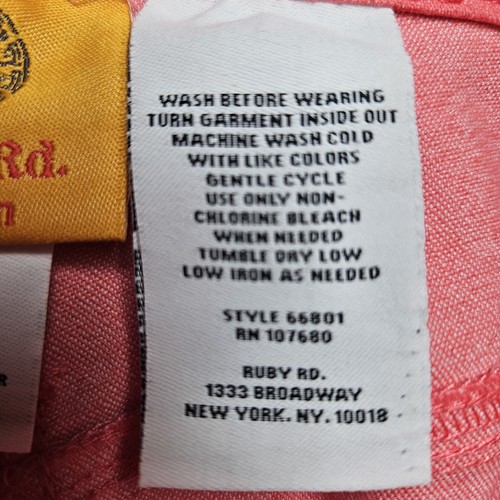 Rd.
WASH BEFORE WEARING
TURN GARMENT INSIDE OUT
MACHINE WASH COLD
WITH LIKE COLORS
GENTLE CYCLE
USE ONLY NON-
CHLORINE BLEACH
WHEN NEEDED
TUMBLE DRY LOW
LOW IRON AS NEEDED
STYLE 66801
RN 107680
RUBY RD.
1333 BROADWAY
NEW YORK. NY. 10018